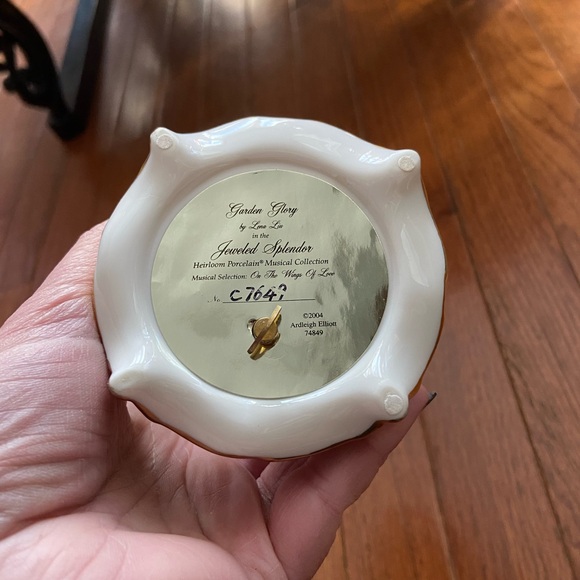 Garden Glory
by Lena Liu
in the
Jeweled Splendor
Heirloom Porcelain® Musical Collection
Musical Selection: On The Wings Of Love
No. C7649
©2004
Ardleigh Elliott
74849